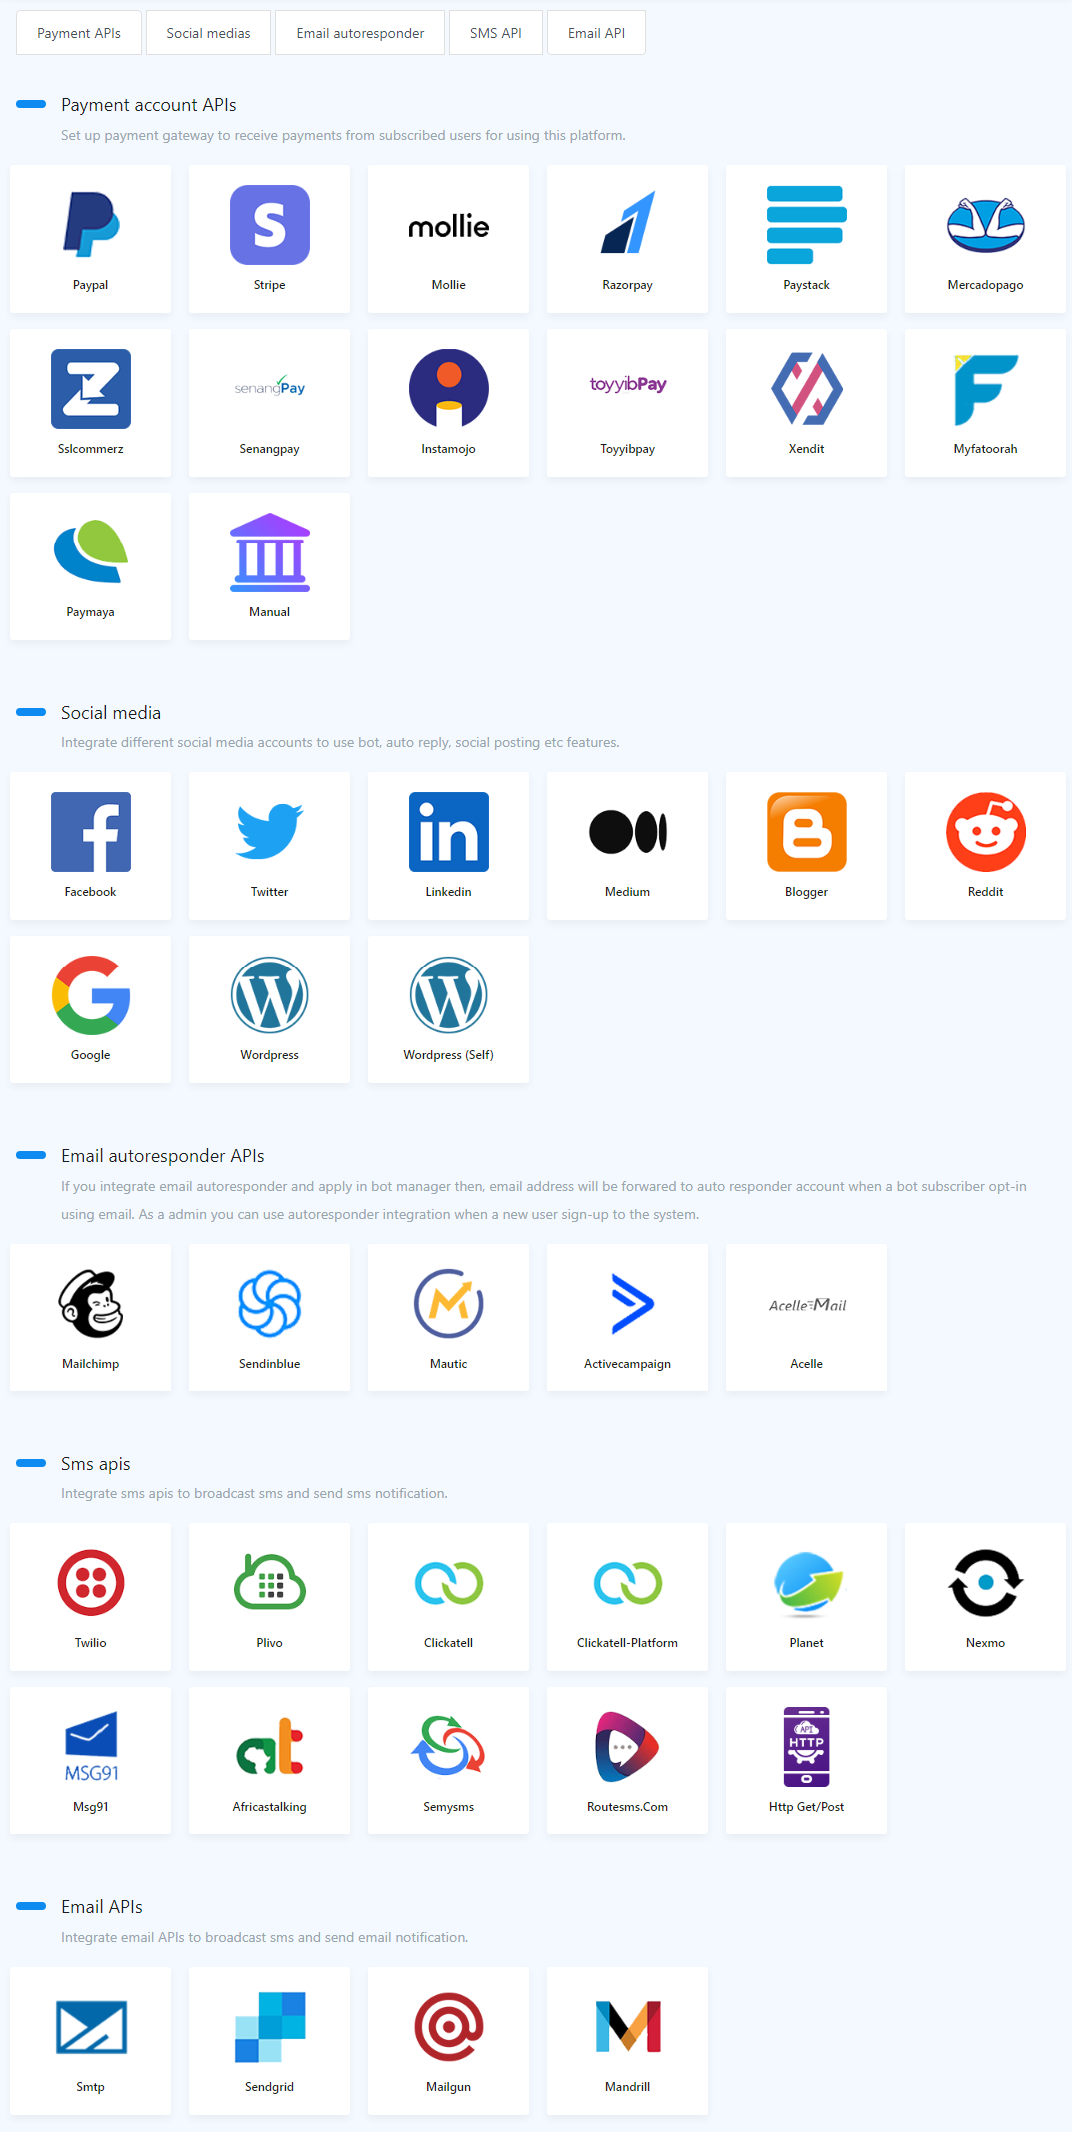 Payment APIs
Social medias
Email autoresponder
SMS API
Email API
Payment account APIs
Set up payment gateway to receive payments from subscribed users for using this platform.
S
mollie
Paypal
Stripe
Mollie
Razorpay
Paystack
Mercadopago
senangPay
toyyibPay
Sslcommerz
Senangpay
Instamojo
Toyyibpay
Xendit
Myfatoorah
Paymaya
Manual
Social media
Integrate different social media accounts to use bot, auto reply, social posting etc features.
f
in
B
Facebook
Twitter
Linkedin
Medium
Blogger
Reddit
G
W
W
Google
Wordpress
Wordpress (Self)
Email autoresponder APIs
If you integrate email autoresponder and apply in bot manager then, email address will be forwared to auto responder account when a bot subscriber opt-in
using email. As a admin you can use autoresponder integration when a new user sign-up to the system.
AcelleMail
Mailchimp
Sendinblue
Mautic
Activecampaign
Acelle
Sms apis
Integrate sms apis to broadcast sms and send sms notification.
Twilio
Plivo
Clickatell
Clickatell-Platform
Planet
Nexmo
MSG91
at
API
HTTP
Msg91
Africastalking
Semysms
Routesms.Com
Http Get/Post
Email APIs
Integrate email APIs to broadcast sms and send email notification.
Smtp
Sendgrid
Mailgun
Mandrill